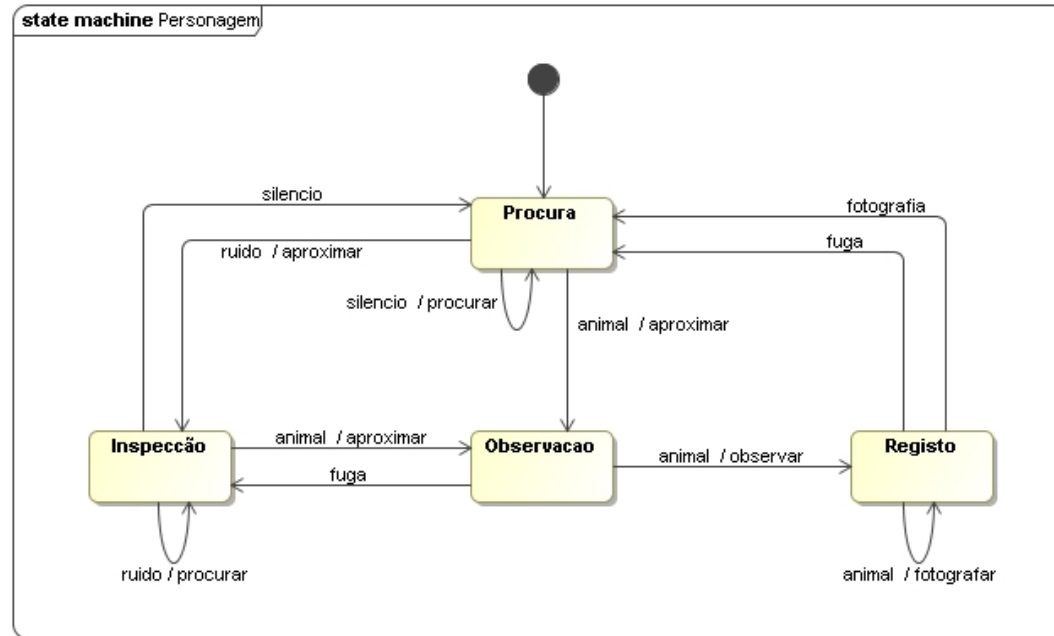 state machine Personagem
silencio
Procura
fotografia
ruido / aproximar
fuga
silencio / procurar
animal / aproximar
Inspecção
animal / aproximar
Observacao
animal / observar
Registo
fuga
ruido / procurar
animal / fotografar